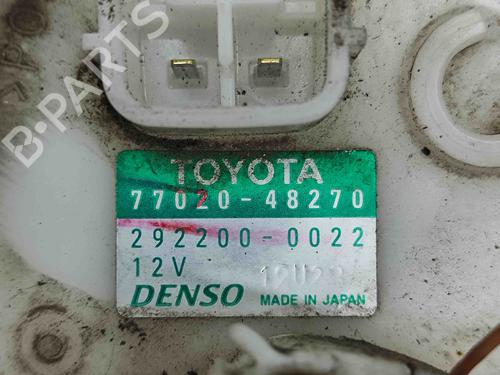 B-PARTS
TOYOTA
77020-48270
292200-0022
12V
DENSO MADE IN JAPAN